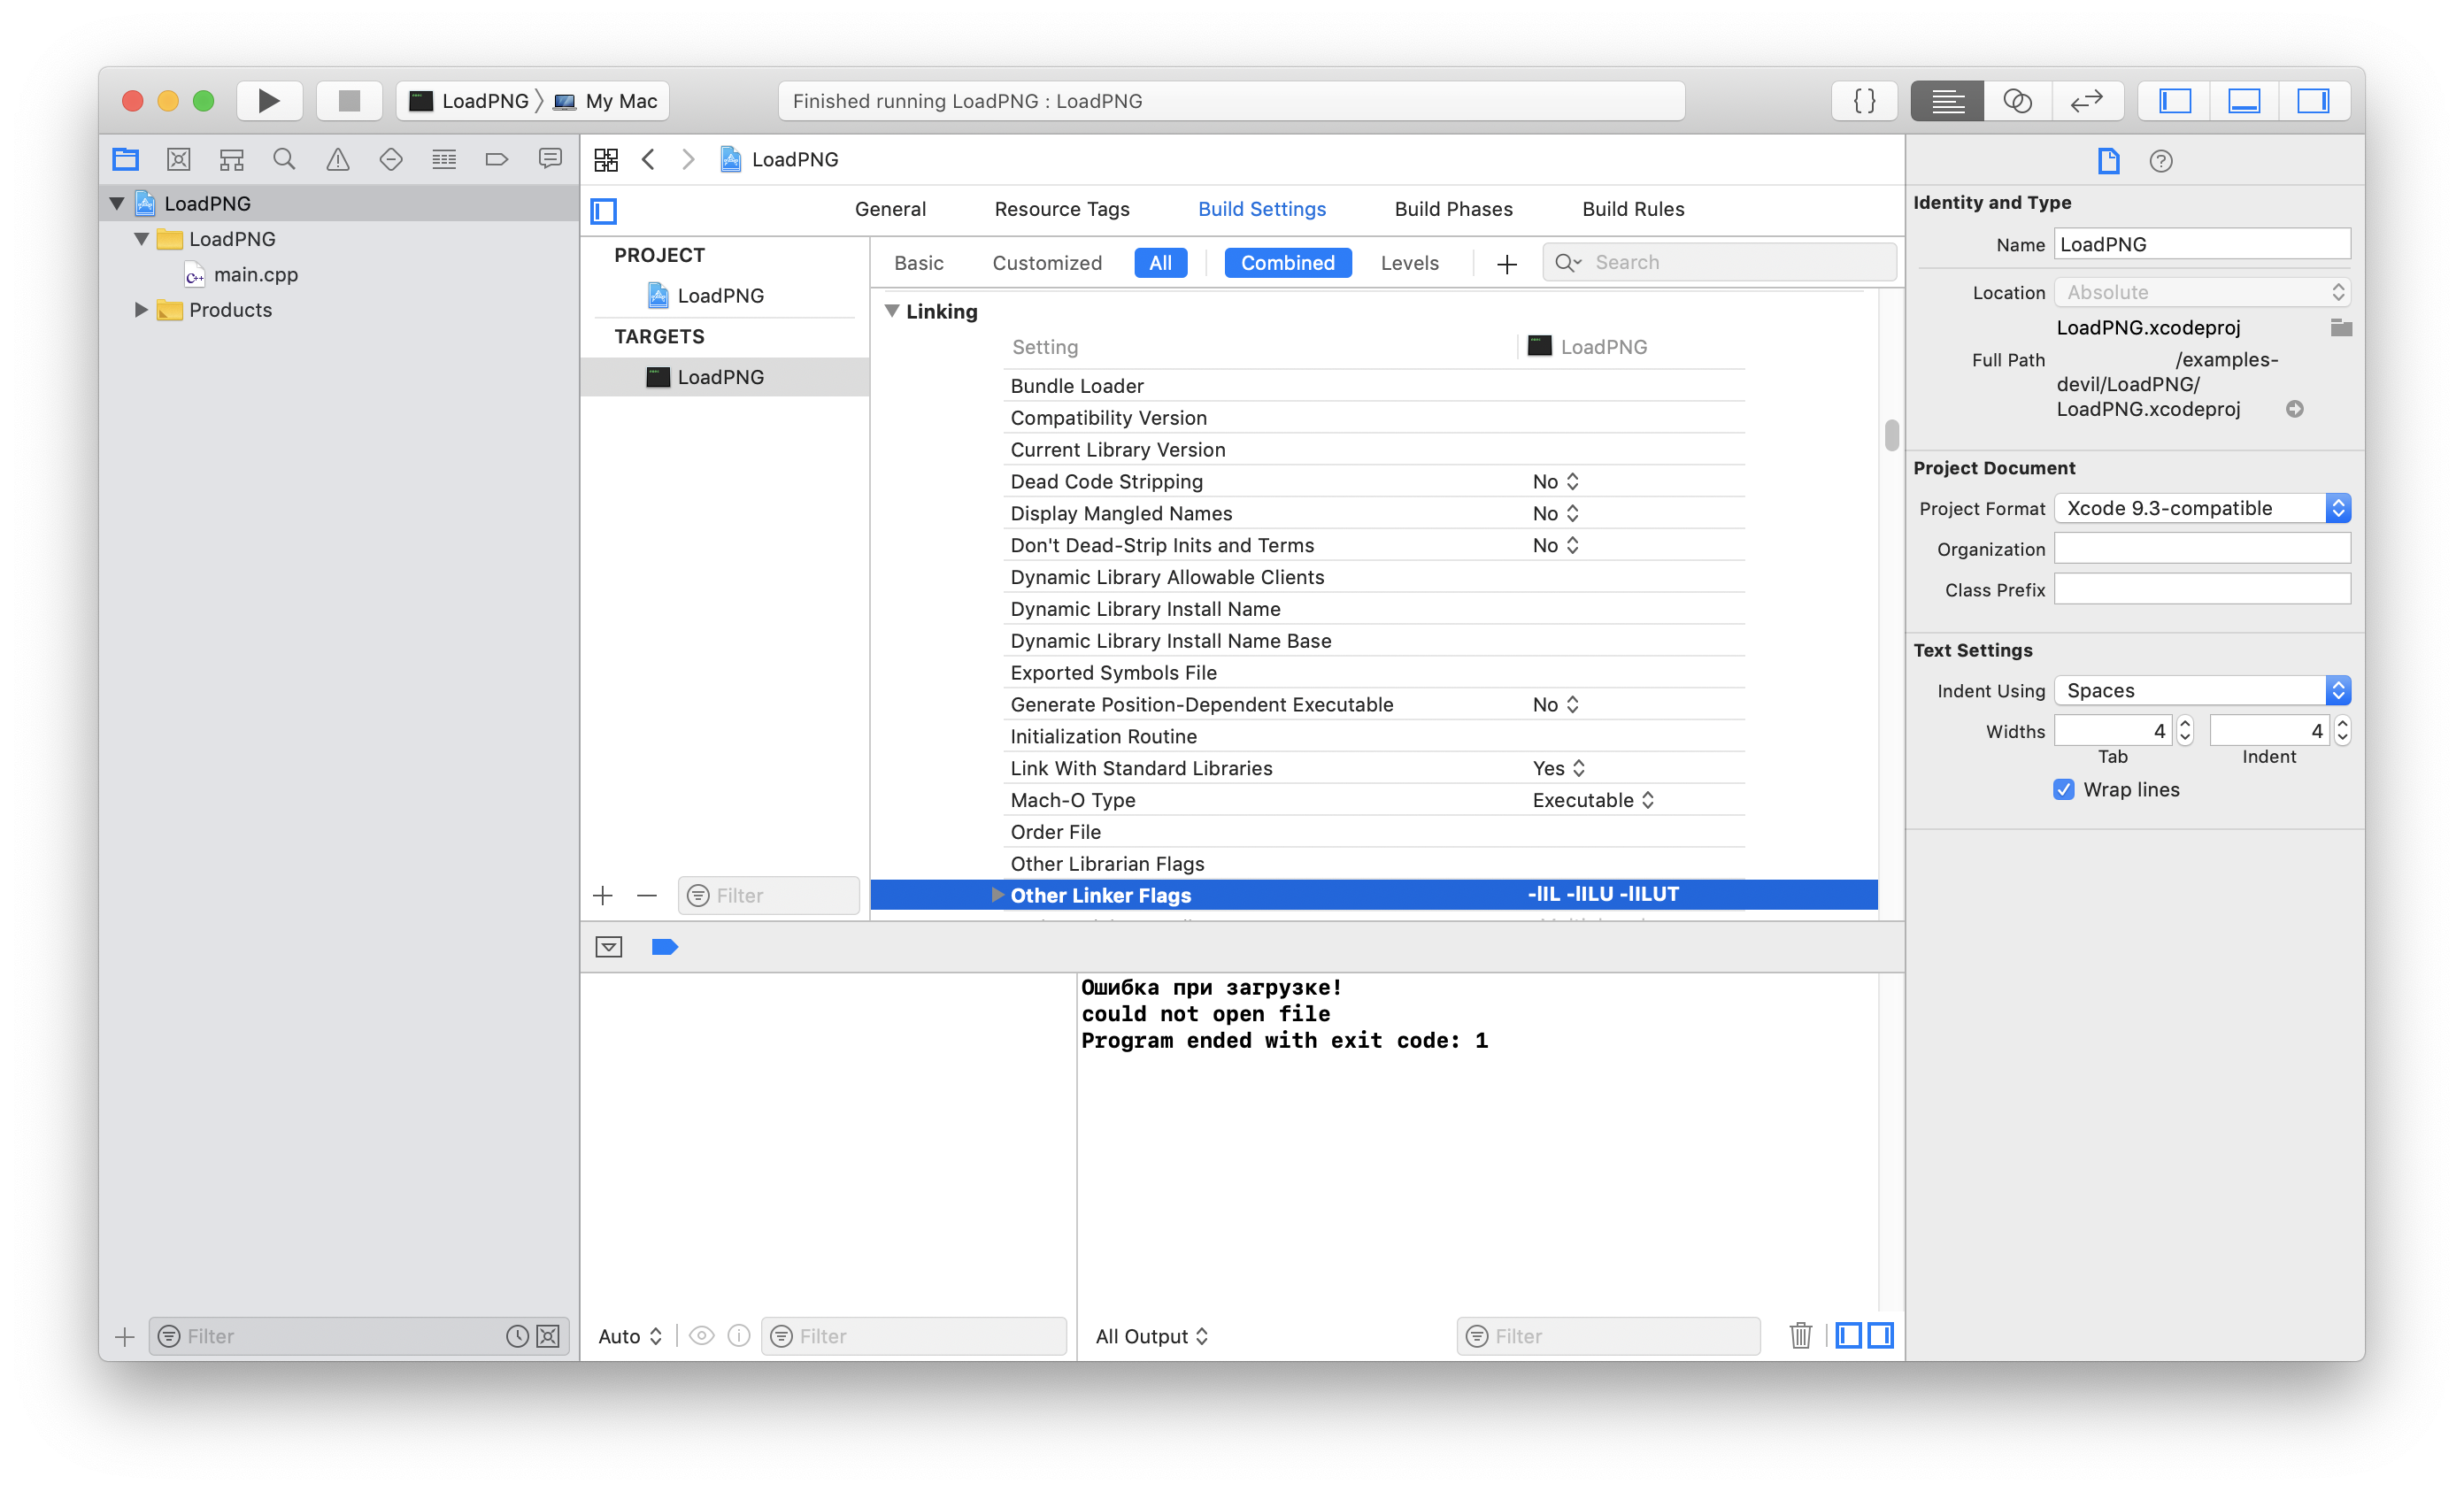 LoadPNG My Mac
Finished running LoadPNG : LoadPNG
LoadPNG
LoadPNG
main.cpp
Products
Filter
LoadPNG
General Resource Tags Build Settings Build Phases Build Rules
PROJECT
LoadPNG
TARGETS
LoadPNG
Filter
Basic Customized All Combined Levels Search
Linking
Setting LoadPNG
Bundle Loader
Compatibility Version
Current Library Version
Dead Code Stripping No
Display Mangled Names No
Don't Dead-Strip Inits and Terms No
Dynamic Library Allowable Clients
Dynamic Library Install Name
Dynamic Library Install Name Base
Exported Symbols File
Generate Position-Dependent Executable No
Initialization Routine
Link With Standard Libraries Yes
Mach-O Type Executable
Order File
Other Librarian Flags
Other Linker Flags -lIL -lILU -lILUT
Ошибка при загрузке!
could not open file
Program ended with exit code: 1
Auto Filter
All Output Filter
Identity and Type
Name LoadPNG
Location Absolute
LoadPNG.xcodeproj
Full Path /examples-
devil/LoadPNG/
LoadPNG.xcodeproj
Project Document
Project Format Xcode 9.3-compatible
Organization
Class Prefix
Text Settings
Indent Using Spaces
Widths 4 4
Tab Indent
Wrap lines